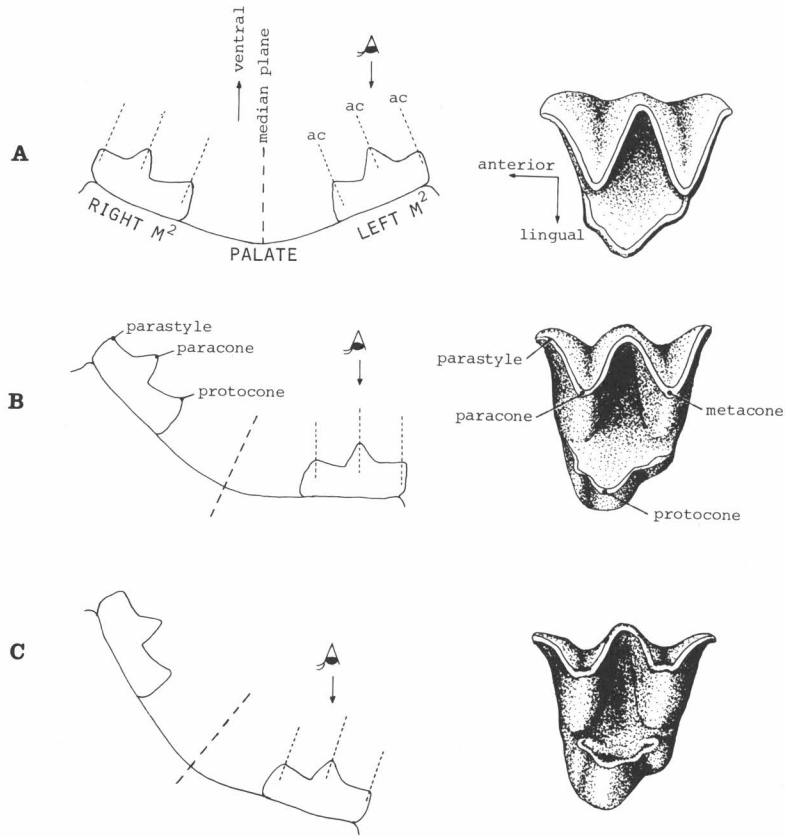 A
ventral
median plane
ac
ac
ac
RIGHT M²
PALATE
LEFT M²
anterior
lingual
B
parastyle
paracone
protocone
parastyle
paracone
metacone
protocone
C